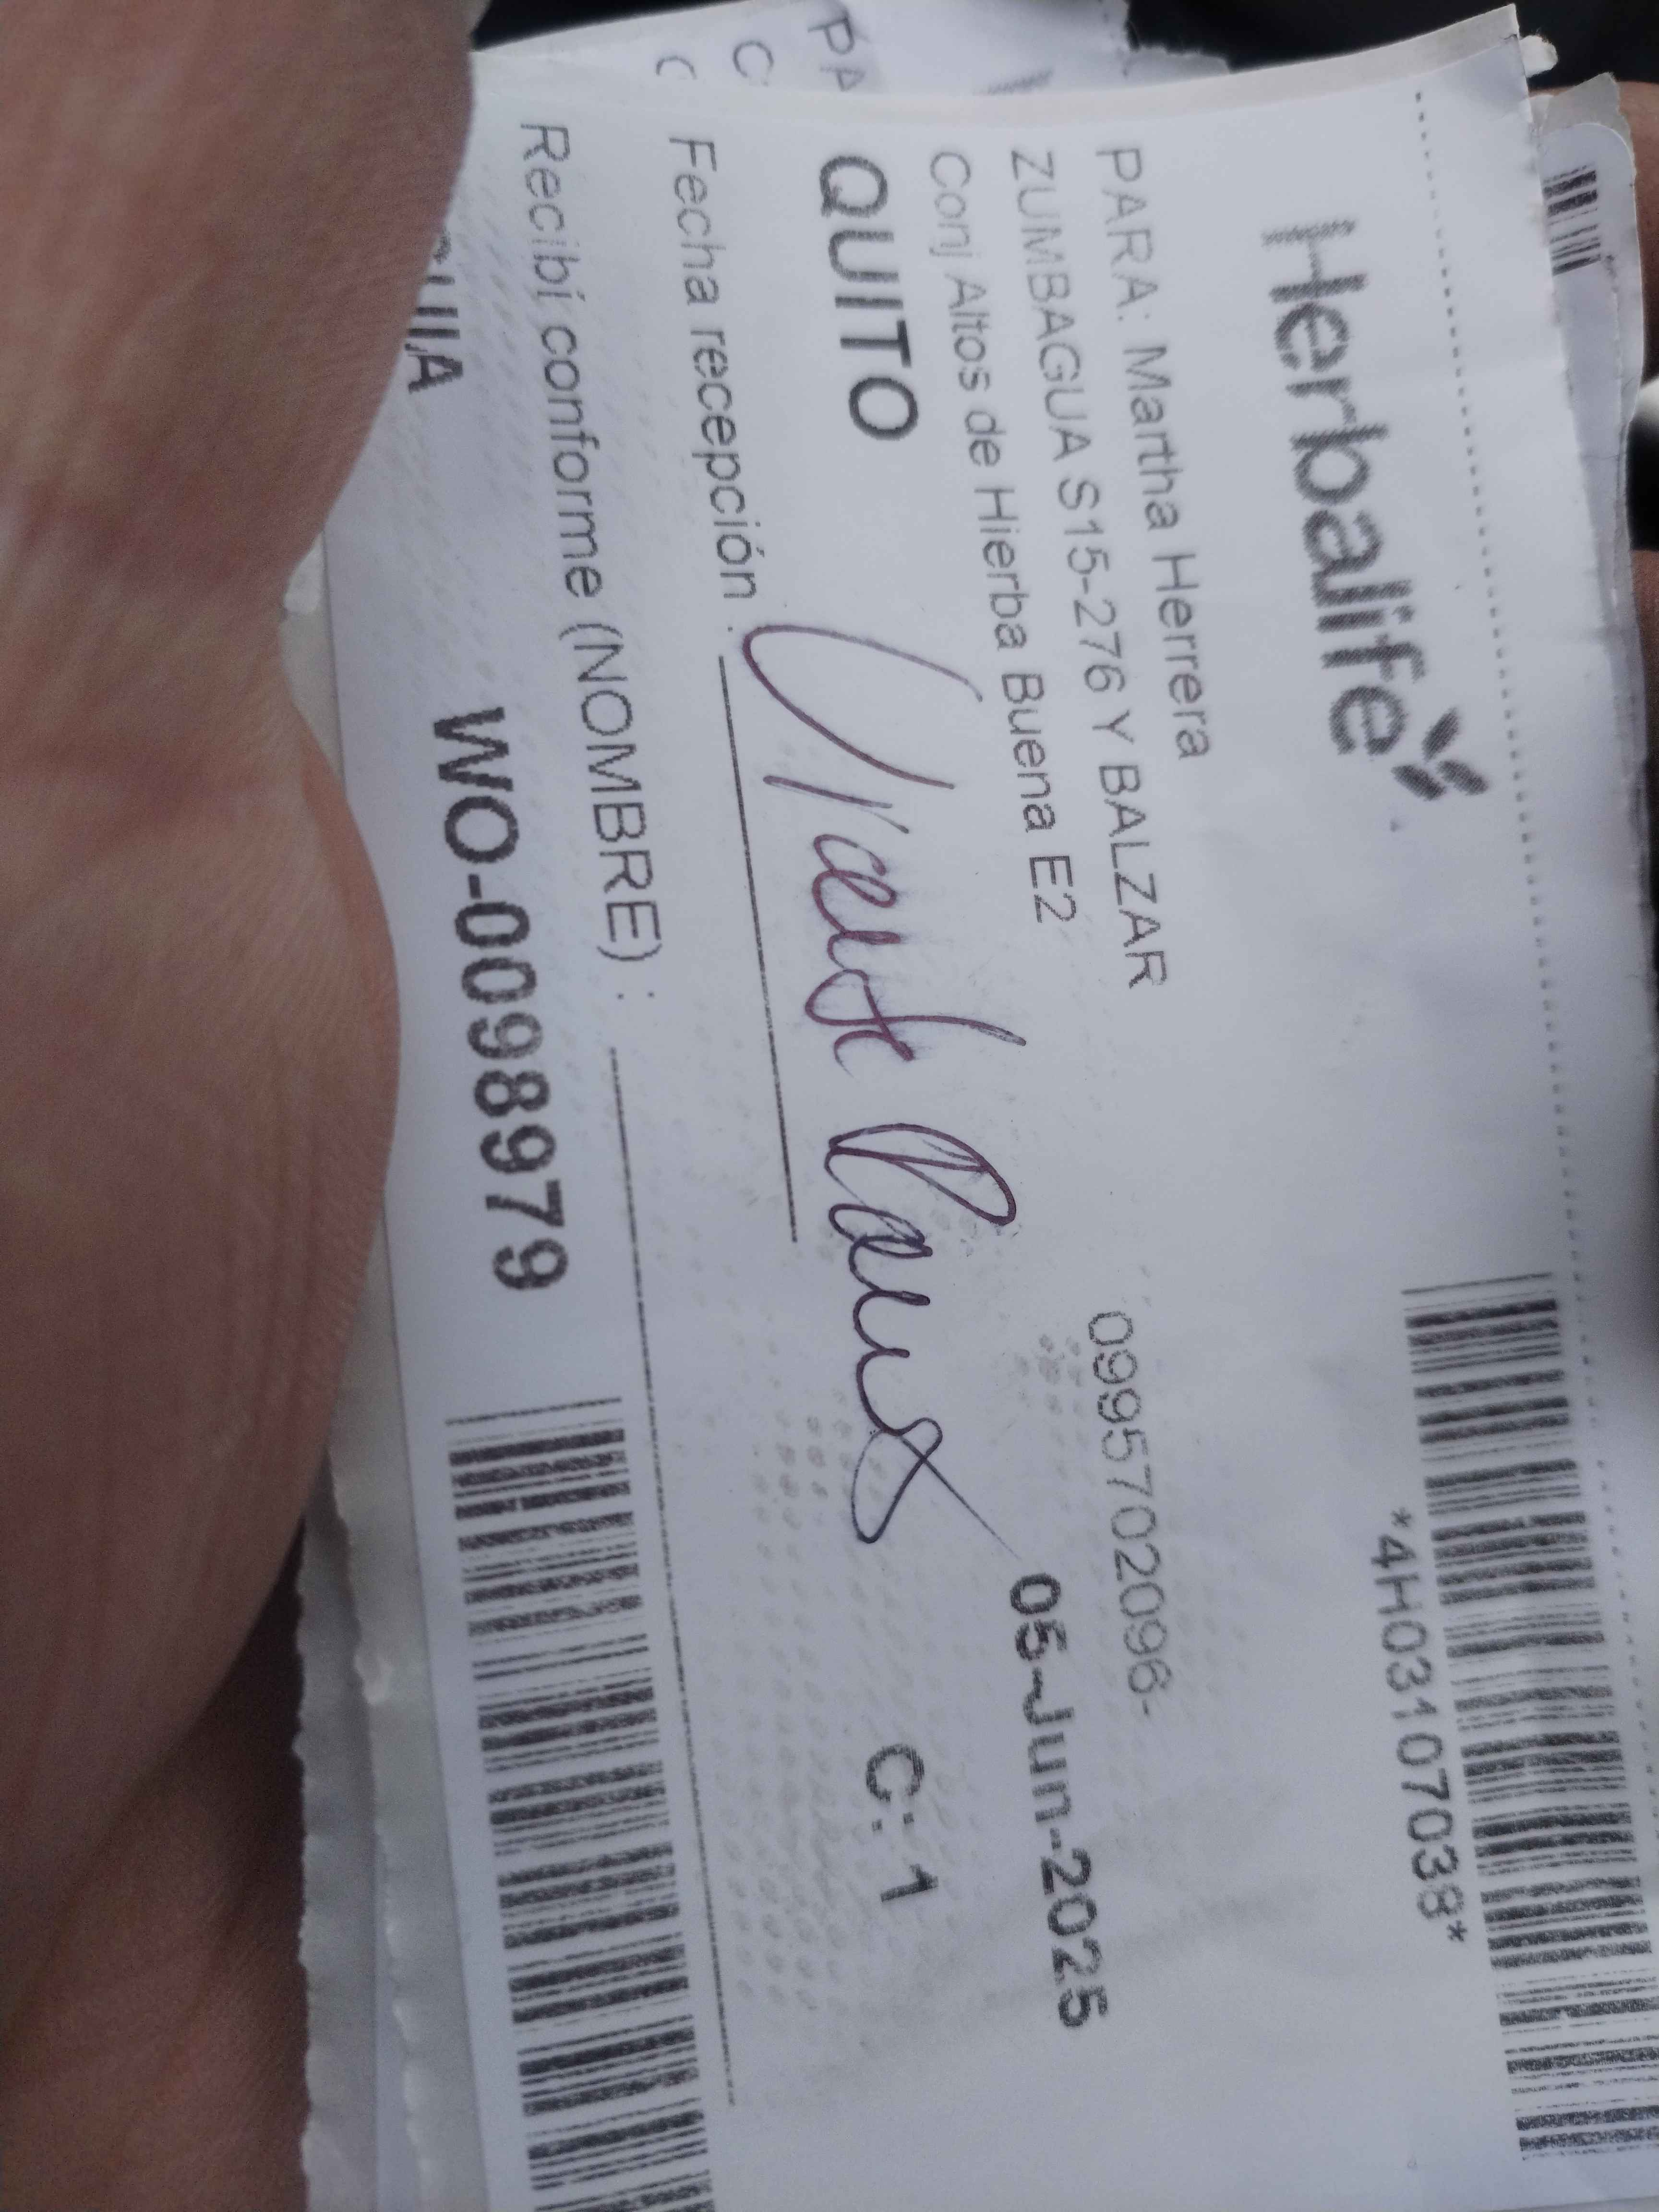 Herbalife
*4H03107038*
PARA: Martha Herrera
ZUMBAGUA S15-276 Y BALZAR
0995702096-
Conj Altos de Hierba Buena E2
05-Jun-2025
QUITO
C: 1
Fecha recepción :
Recibí conforme (NOMBRE) :
WO-0098979